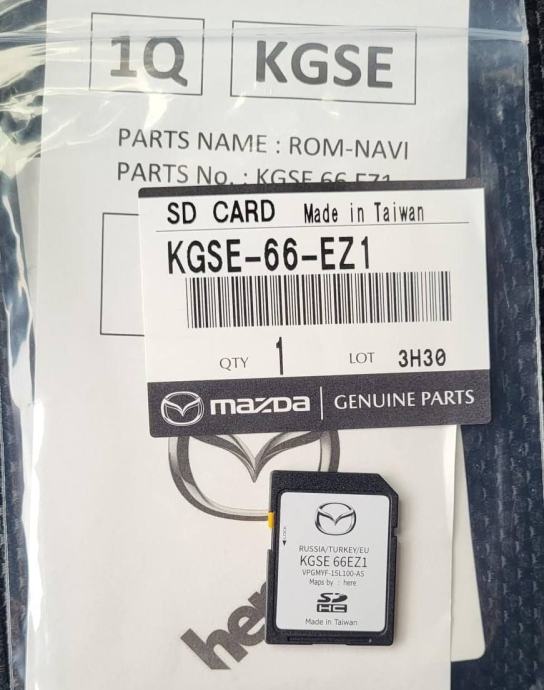 1Q KGSE
PARTS NAME : ROM-NAVI
PARTS No. : KGSE 66 EZ1
SD CARD Made in Taiwan
KGSE-66-EZ1
QTY 1 LOT 3H30
mazda GENUINE PARTS
LOCK
RUSSIA/TURKEY/EU
KGSE 66EZ1
VPGMYF-15L100-AS
Maps by : here
SD
HC
Made in Taiwan
here